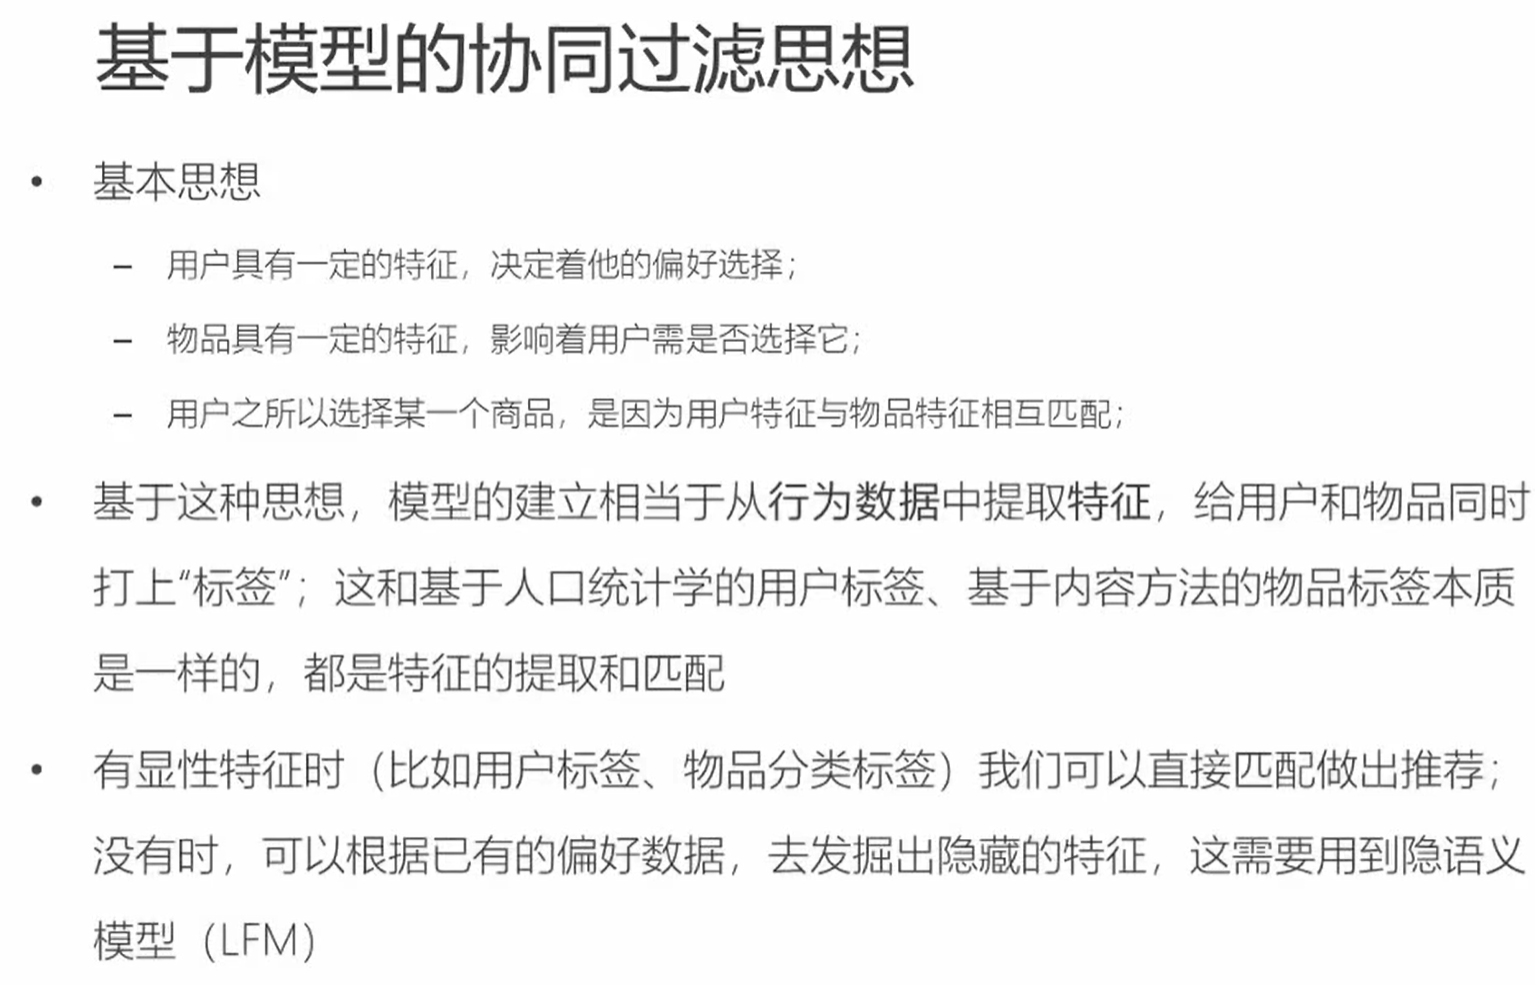 基于模型的协同过滤思想
• 基本思想
– 用户具有一定的特征，决定着他的偏好选择；
– 物品具有一定的特征，影响着用户需是否选择它；
– 用户之所以选择某一个商品，是因为用户特征与物品特征相互匹配；
• 基于这种思想，模型的建立相当于从行为数据中提取特征，给用户和物品同时
打上“标签”；这和基于人口统计学的用户标签、基于内容方法的物品标签本质
是一样的，都是特征的提取和匹配
• 有显性特征时（比如用户标签、物品分类标签）我们可以直接匹配做出推荐；
没有时，可以根据已有的偏好数据，去发掘出隐藏的特征，这需要用到隐语义
模型（LFM）